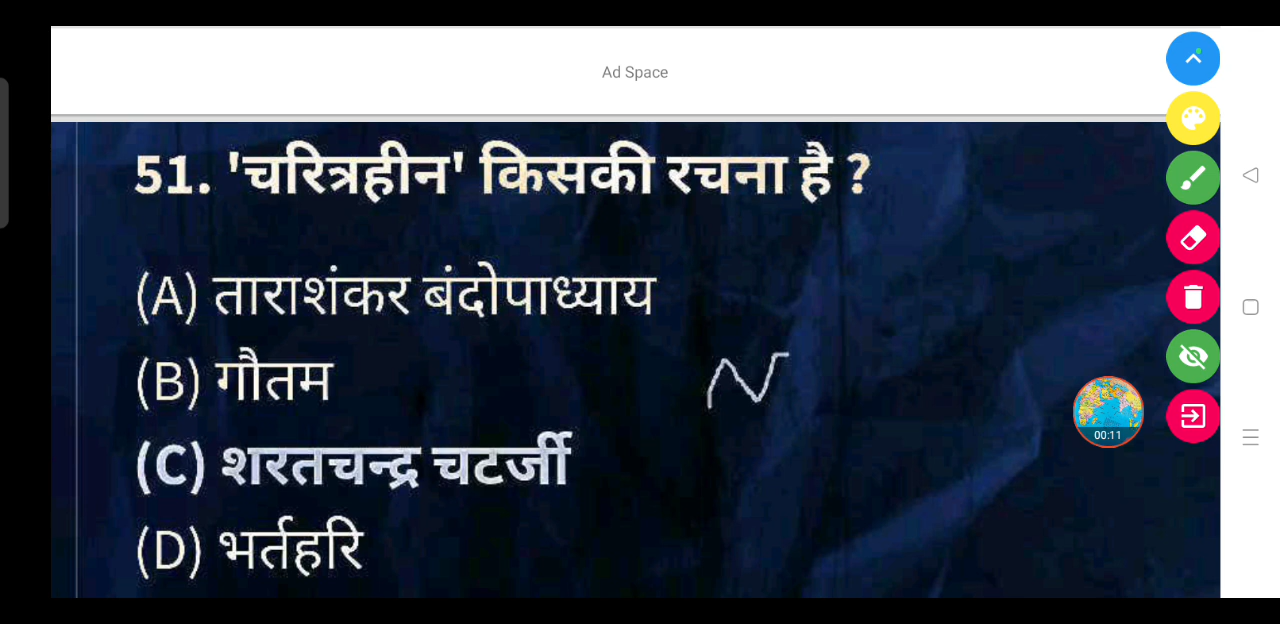 Ad Space
51. 'चरित्रहीन' किसकी रचना है ?
(A) ताराशंकर बंदोपाध्याय
(B) गौतम
(C) शरतचन्द्र चटर्जी
(D) भर्तहरि
00:11